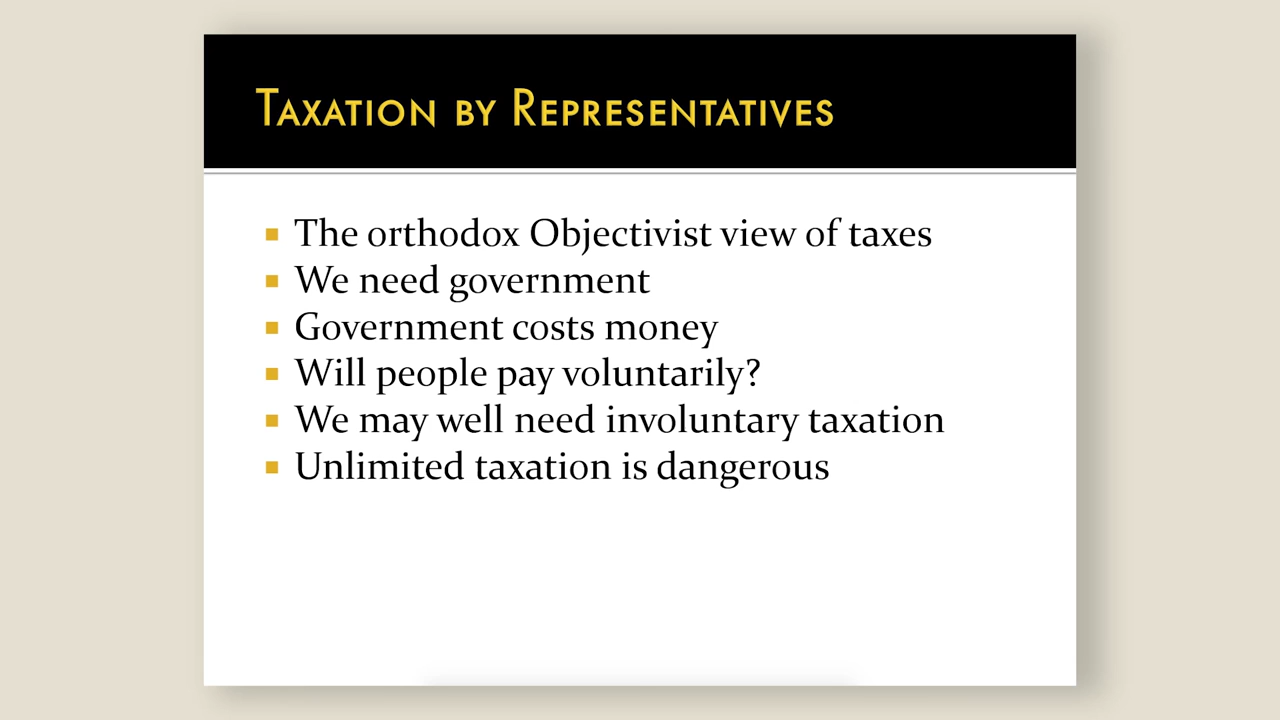 Taxation by Representatives
The orthodox Objectivist view of taxes
We need government
Government costs money
Will people pay voluntarily?
We may well need involuntary taxation
Unlimited taxation is dangerous